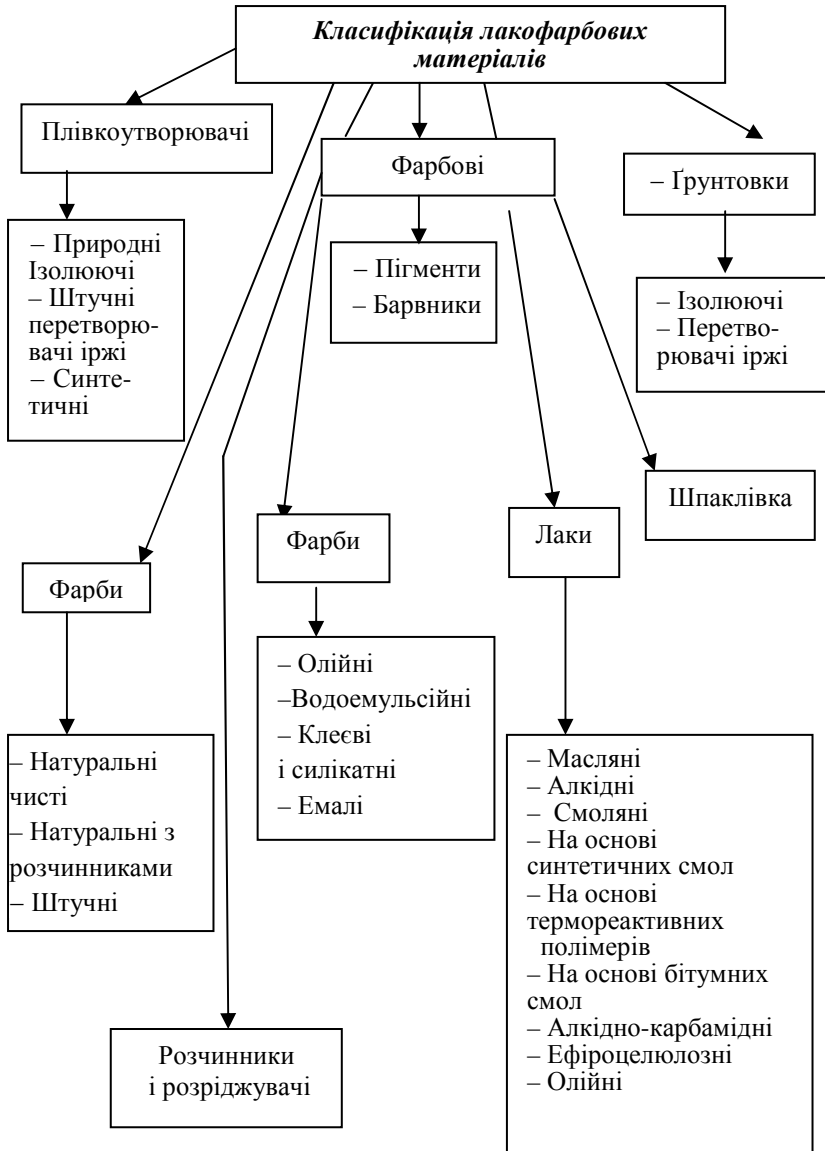 Класифікація лакофарбових
матеріалів
Плівкоутворювачі
Фарбові
– Ґрунтовки
– Природні
Ізолюючі
– Штучні
перетворю-
вачі іржі
– Синте-
тичні
– Пігменти
– Барвники
– Ізолюючі
– Перетво-
рювачі іржі
Шпаклівка
Фарби
Лаки
Фарби
– Олійні
–Водоемульсійні
– Клеєві
і силікатні
– Емалі
– Натуральні
чисті
– Натуральні з
розчинниками
– Штучні
– Масляні
– Алкідні
– Смоляні
– На основі
синтетичних смол
– На основі
термореактивних
полімерів
– На основі бітумних
смол
– Алкідно-карбамідні
– Ефіроцелюлозні
– Олійні
Розчинники
і розріджувачі